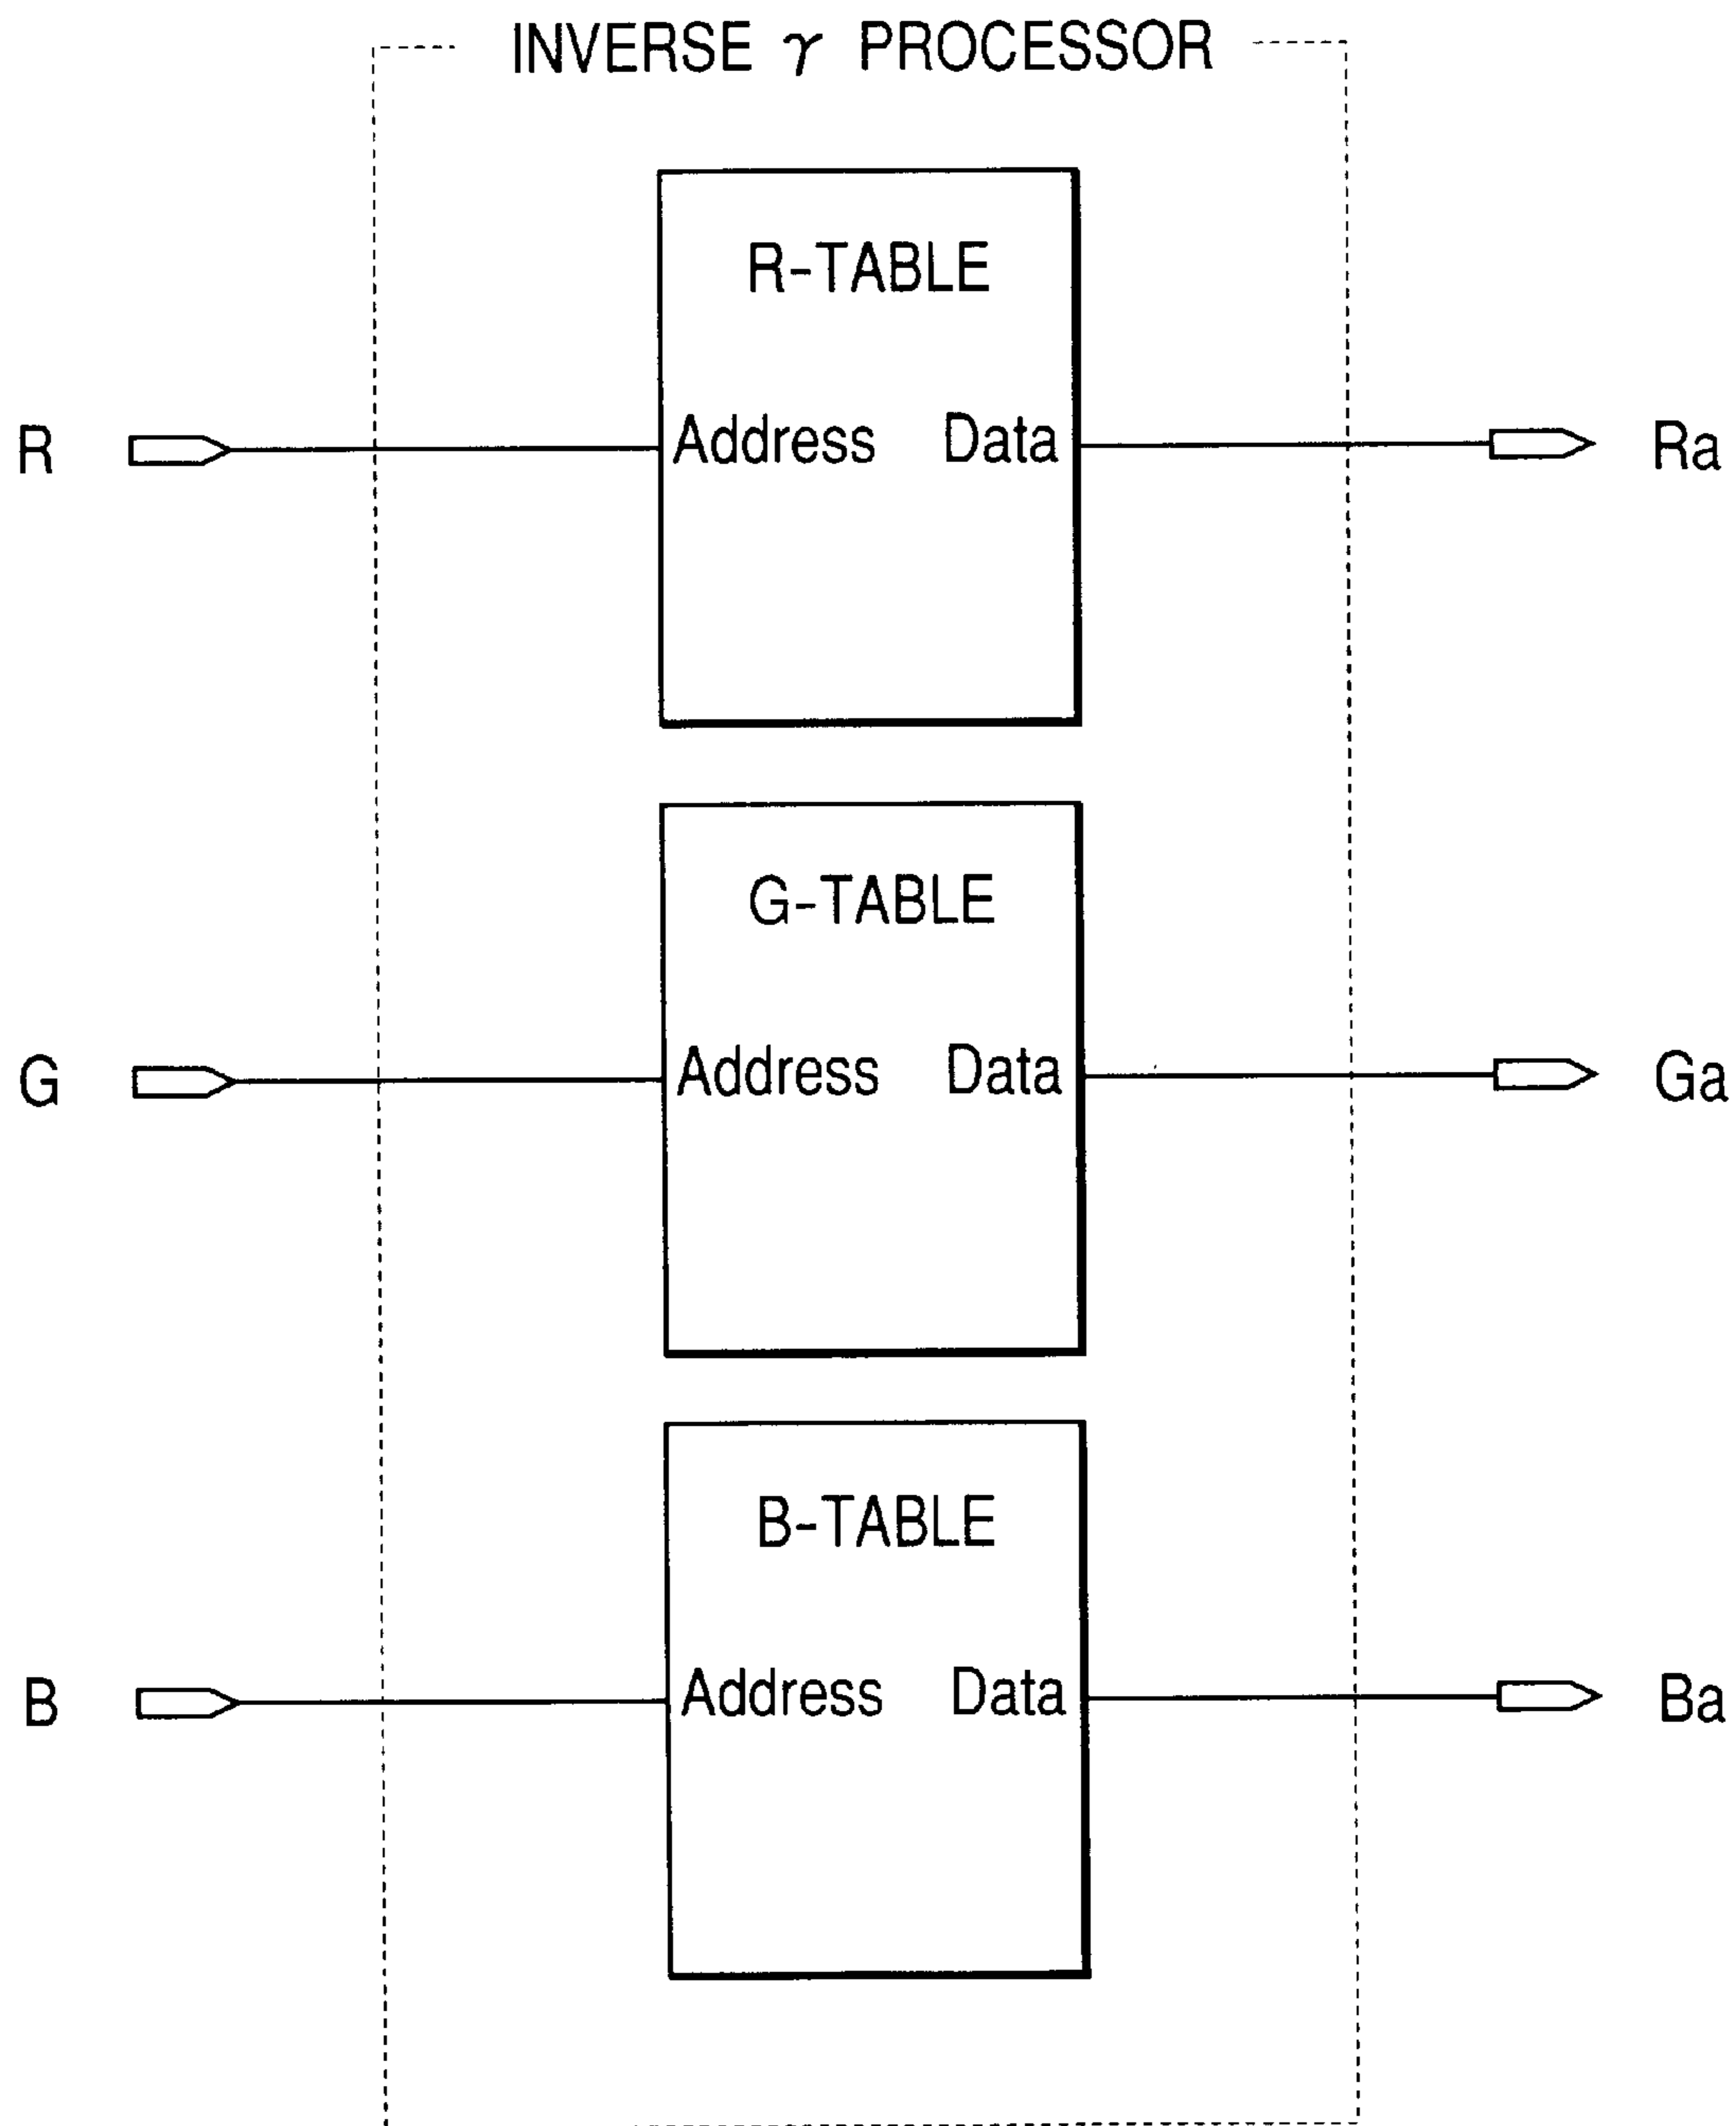 INVERSE γ PROCESSOR
R-TABLE
R Address Data Ra
G-TABLE
G Address Data Ga
B-TABLE
B Address Data Ba